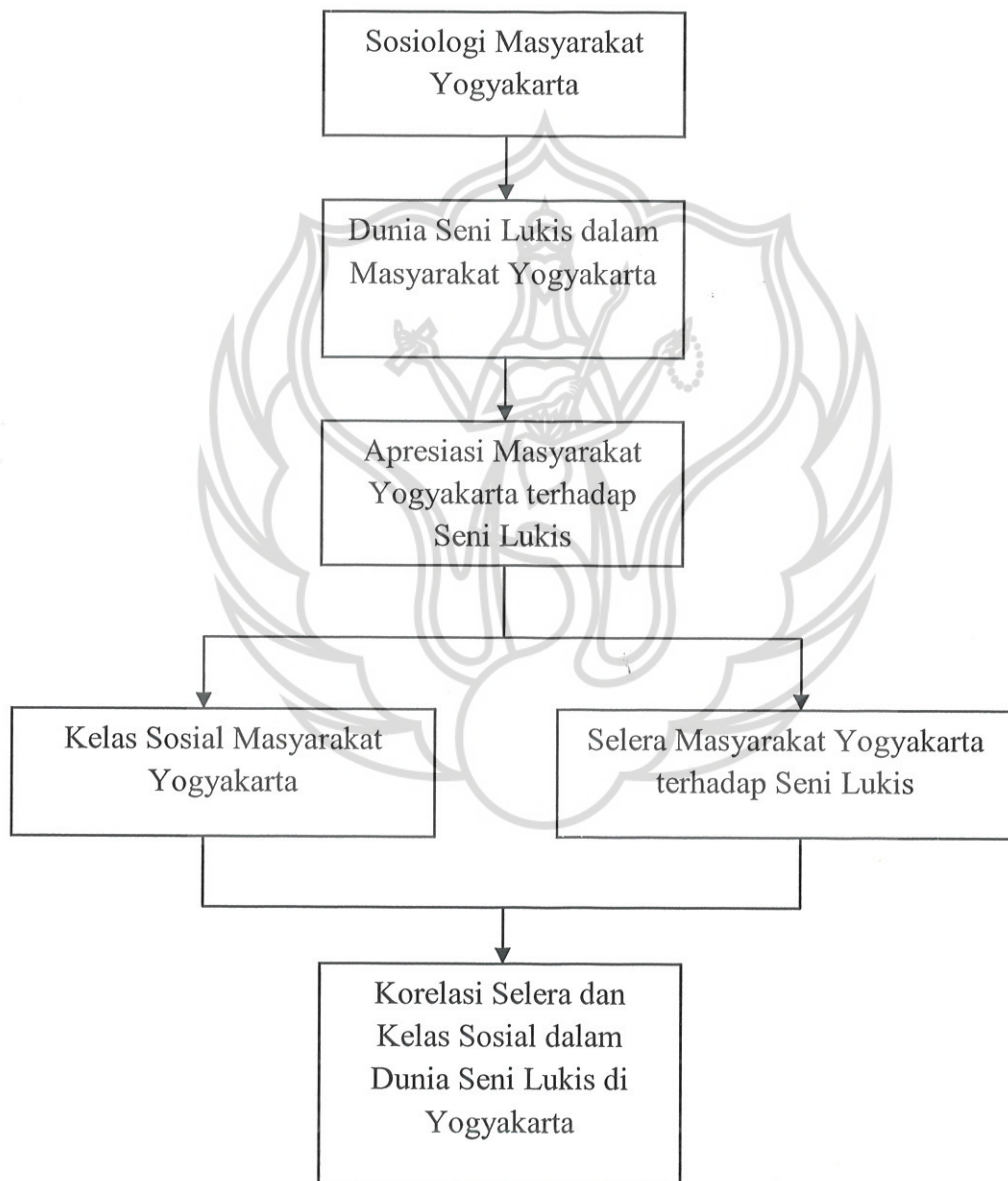 Sosiologi Masyarakat
Yogyakarta
Dunia Seni Lukis dalam
Masyarakat Yogyakarta
Apresiasi Masyarakat
Yogyakarta terhadap
Seni Lukis
Kelas Sosial Masyarakat
Yogyakarta
Selera Masyarakat Yogyakarta
terhadap Seni Lukis
Korelasi Selera dan
Kelas Sosial dalam
Dunia Seni Lukis di
Yogyakarta